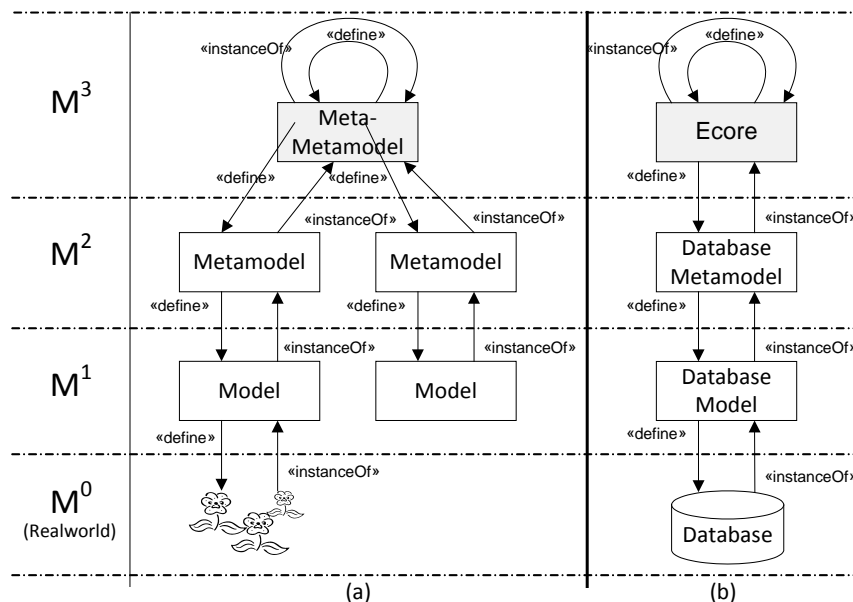 «define»
«instanceOf»
M³
Meta-
Metamodel
«define»
«define»
«instanceOf»
«instanceOf»
M²
Metamodel
Metamodel
«define»
«define»
«instanceOf»
«instanceOf»
M¹
Model
Model
«define»
«instanceOf»
M⁰
(Realworld)
(a)
«define»
«instanceOf»
Ecore
«define»
«instanceOf»
Database
Metamodel
«define»
«instanceOf»
Database
Model
«define»
«instanceOf»
Database
(b)